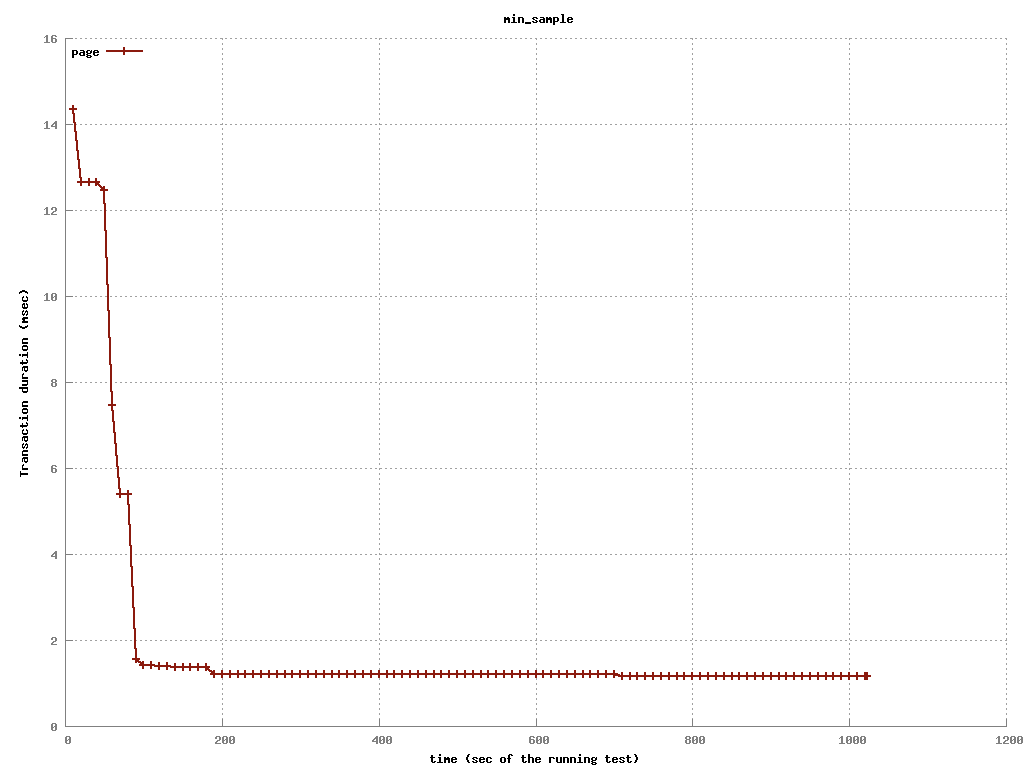 min_sample
page
16
14
12
10
8
6
4
2
0
Transaction duration (msec)
0 200 400 600 800 1000 1200
time (sec of the running test)